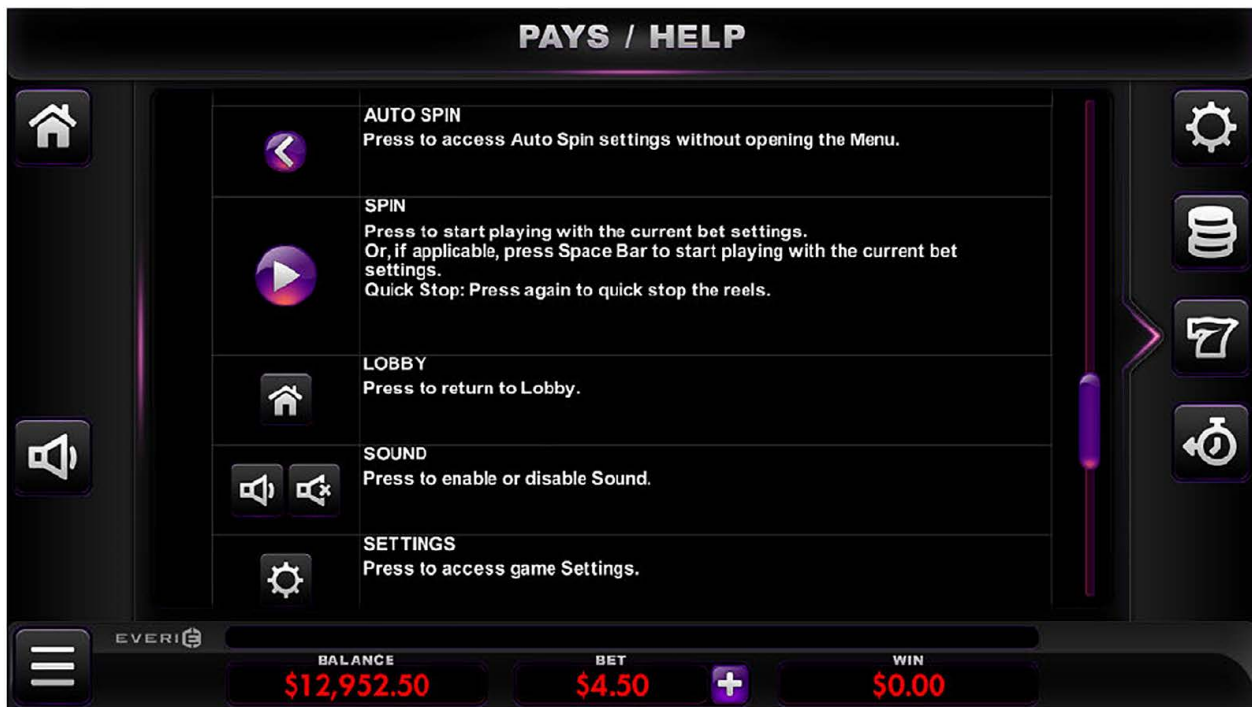 PAYS / HELP
AUTO SPIN
Press to access Auto Spin settings without opening the Menu.
SPIN
Press to start playing with the current bet settings.
Or, if applicable, press Space Bar to start playing with the current bet
settings.
Quick Stop: Press again to quick stop the reels.
LOBBY
Press to return to Lobby.
SOUND
Press to enable or disable Sound.
SETTINGS
Press to access game Settings.
7
EVERI
BALANCE
$12,952.50
BET
$4.50
WIN
$0.00